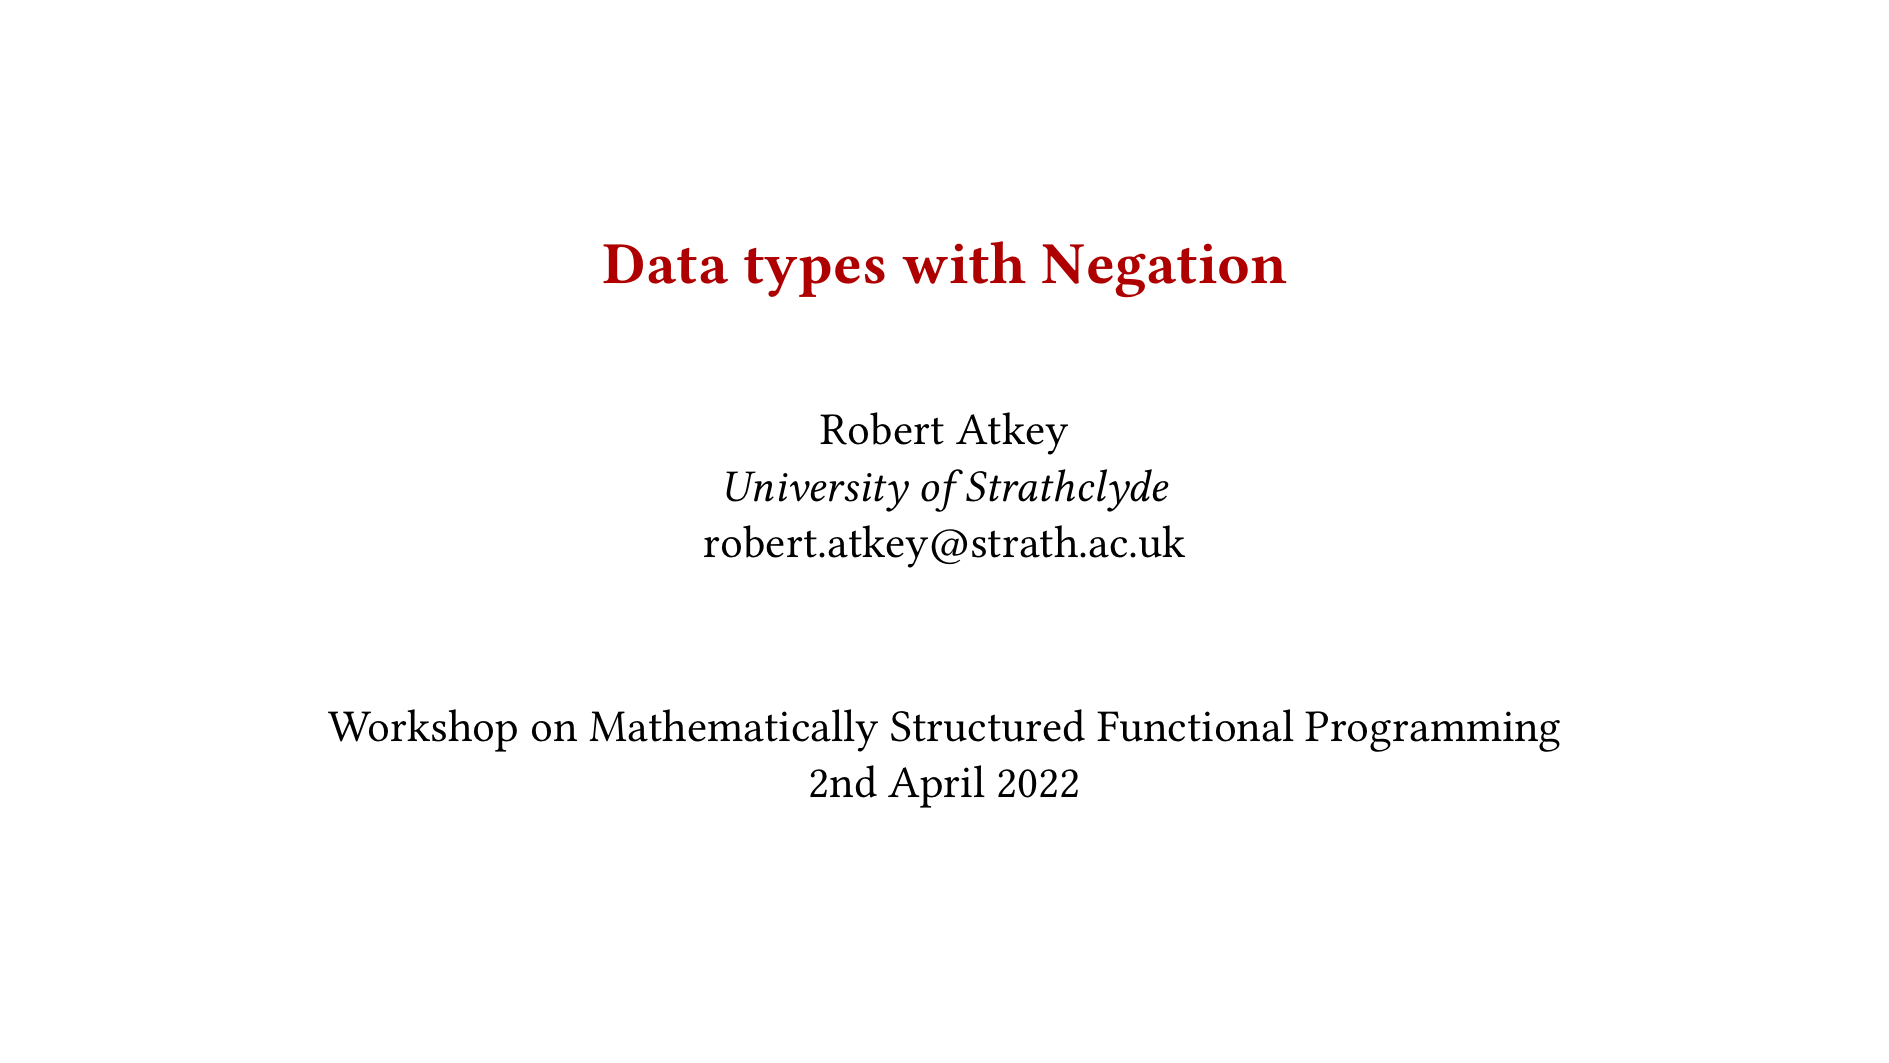 Data types with Negation
Robert Atkey
University of Strathclyde
robert.atkey@strath.ac.uk
Workshop on Mathematically Structured Functional Programming
2nd April 2022